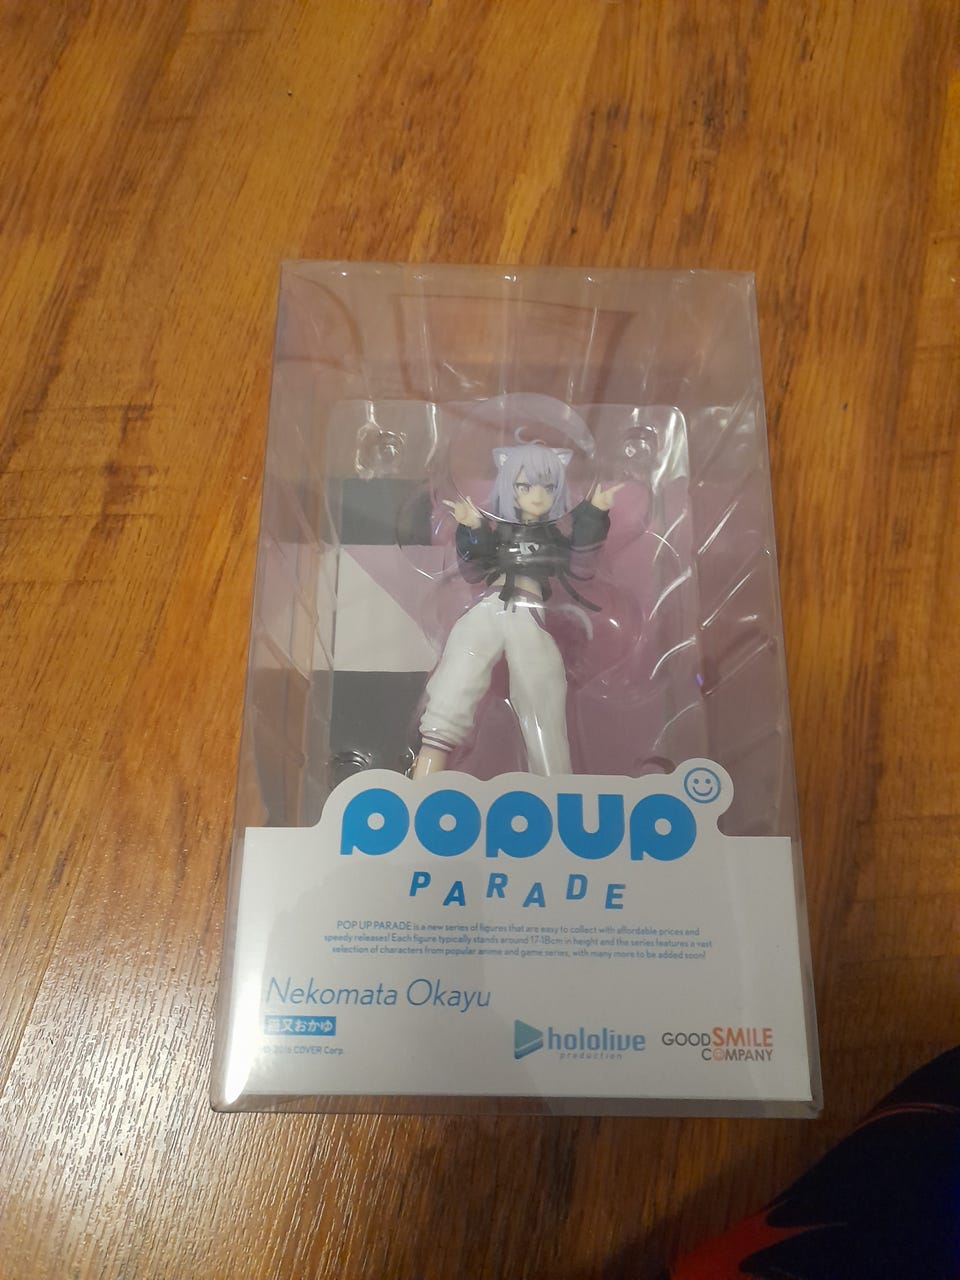 POPUP
PARADE
POP UP PARADE is a new series of figures that are easy to collect with affordable prices and
speedy releases! Each figure typically stands around 17-18cm in height and the series features a vast
selection of characters from popular anime and game series, with many more to be added soon!
Nekomata Okayu
猫又おかゆ
© 2016 COVER Corp.
hololive
production
GOOD SMILE
COMPANY